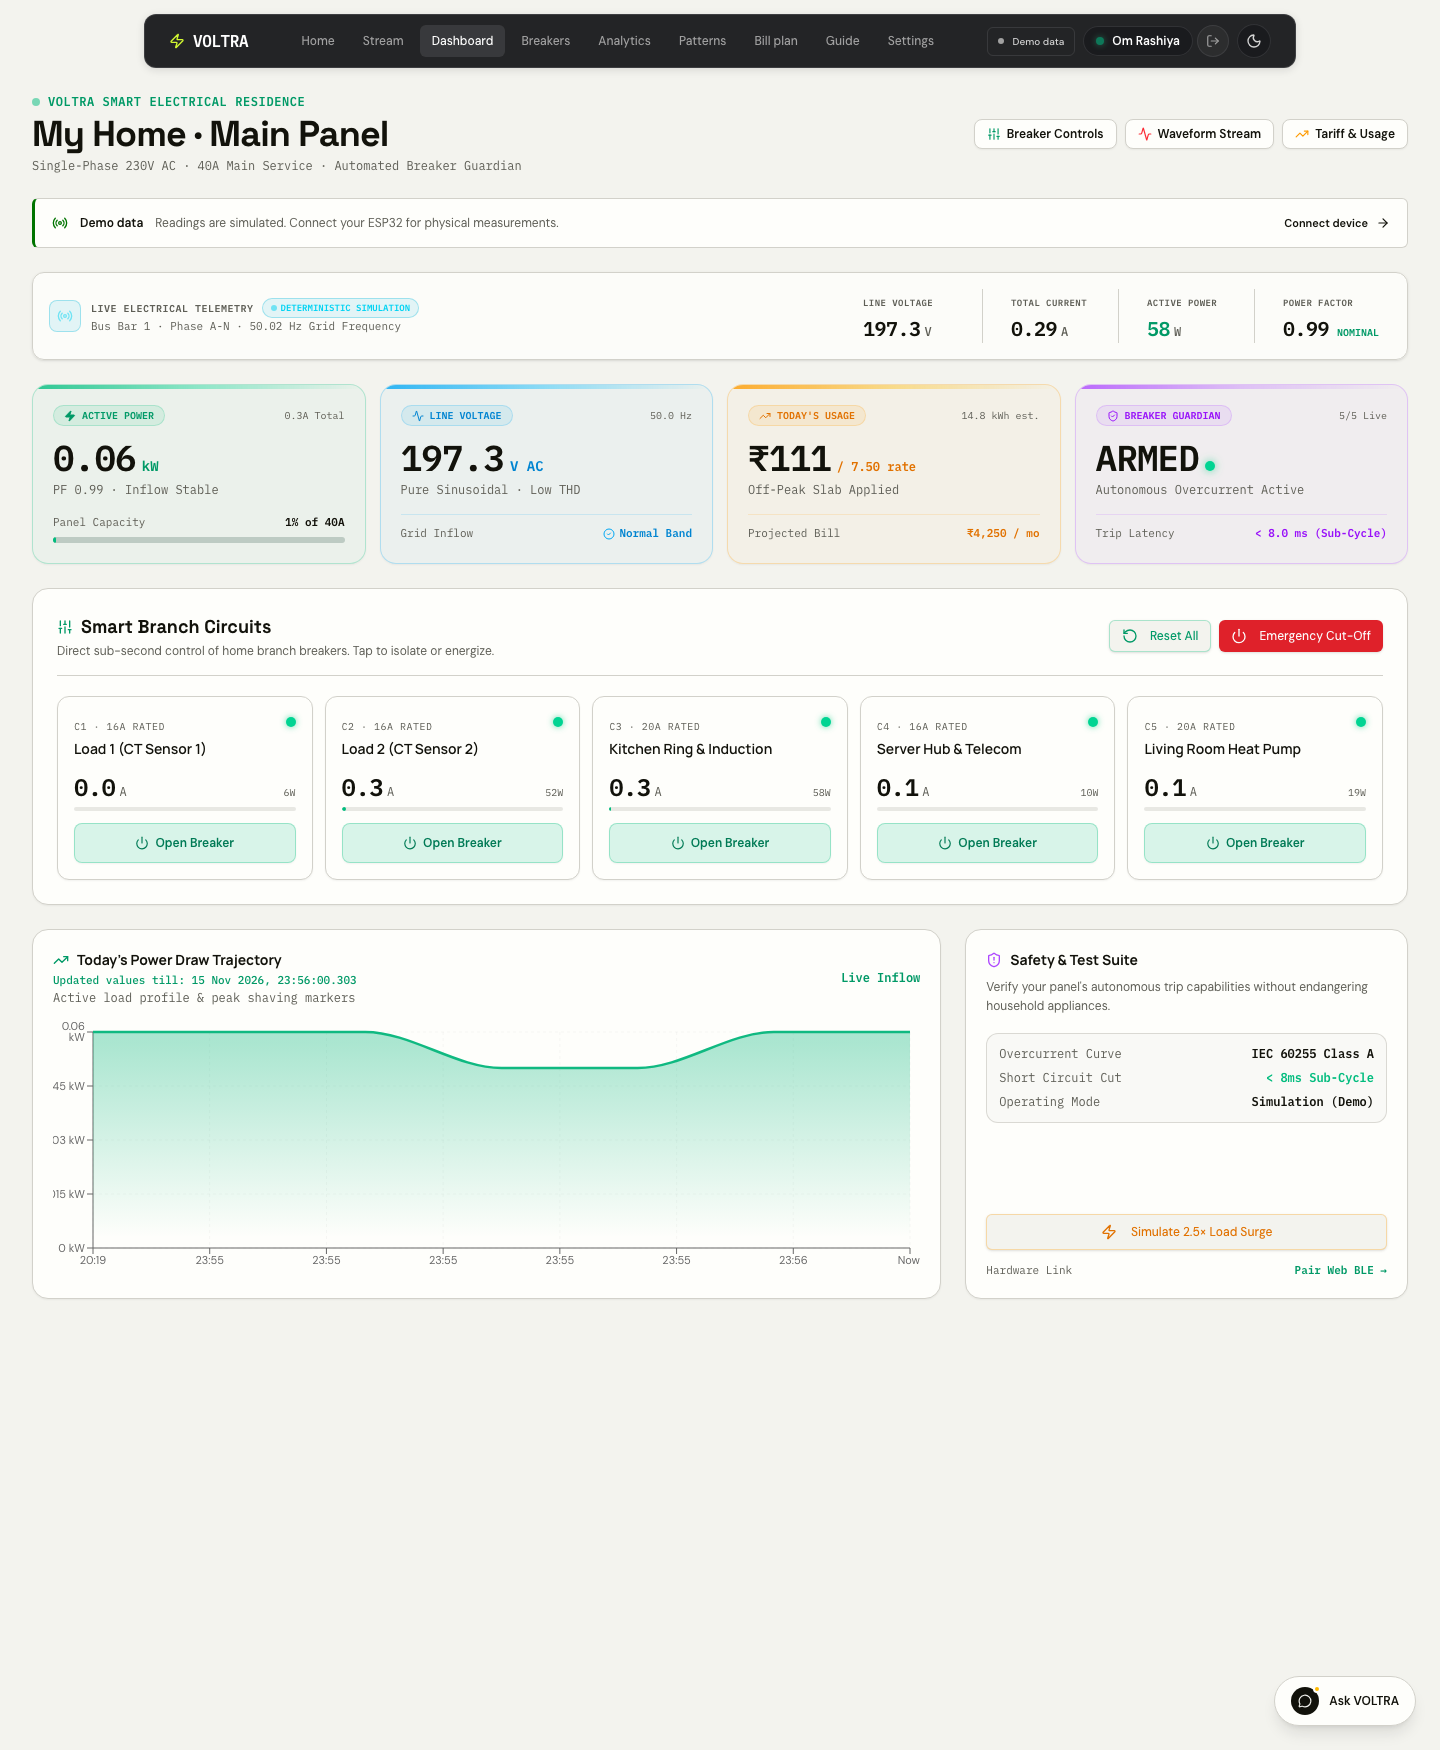 VOLTRA
Home
Stream
Dashboard
Breakers
Analytics
Patterns
Bill plan
Guide
Settings
Demo data
Om Rashiya
VOLTRA SMART ELECTRICAL RESIDENCE
My Home · Main Panel
Single-Phase 230V AC · 40A Main Service · Automated Breaker Guardian
Breaker Controls
Waveform Stream
Tariff & Usage
Demo data Readings are simulated. Connect your ESP32 for physical measurements.
Connect device →
LIVE ELECTRICAL TELEMETRY
DETERMINISTIC SIMULATION
Bus Bar 1 · Phase A-N · 50.02 Hz Grid Frequency
LINE VOLTAGE
197.3 V
TOTAL CURRENT
0.29 A
ACTIVE POWER
58 W
POWER FACTOR
0.99 NOMINAL
ACTIVE POWER
0.3A Total
0.06 kW
PF 0.99 · Inflow Stable
Panel Capacity
1% of 40A
LINE VOLTAGE
50.0 Hz
197.3 V AC
Pure Sinusoidal · Low THD
Grid Inflow
Normal Band
TODAY'S USAGE
14.8 kWh est.
₹111 / 7.50 rate
Off-Peak Slab Applied
Projected Bill
₹4,250 / mo
BREAKER GUARDIAN
5/5 Live
ARMED
Autonomous Overcurrent Active
Trip Latency
< 8.0 ms (Sub-Cycle)
Smart Branch Circuits
Direct sub-second control of home branch breakers. Tap to isolate or energize.
Reset All
Emergency Cut-Off
C1 · 16A RATED
Load 1 (CT Sensor 1)
0.0 A
6W
Open Breaker
C2 · 16A RATED
Load 2 (CT Sensor 2)
0.3 A
52W
Open Breaker
C3 · 20A RATED
Kitchen Ring & Induction
0.3 A
58W
Open Breaker
C4 · 16A RATED
Server Hub & Telecom
0.1 A
10W
Open Breaker
C5 · 20A RATED
Living Room Heat Pump
0.1 A
19W
Open Breaker
Today's Power Draw Trajectory
Updated values till: 15 Nov 2026, 23:56:00.303
Active load profile & peak shaving markers
Live Inflow
0.06
kW
45 kW
03 kW
015 kW
0 kW
20:19
23:55
23:55
23:55
23:55
23:55
23:56
Now
Safety & Test Suite
Verify your panel's autonomous trip capabilities without endangering
household appliances.
Overcurrent Curve
IEC 60255 Class A
Short Circuit Cut
< 8ms Sub-Cycle
Operating Mode
Simulation (Demo)
Simulate 2.5× Load Surge
Hardware Link
Pair Web BLE →
Ask VOLTRA